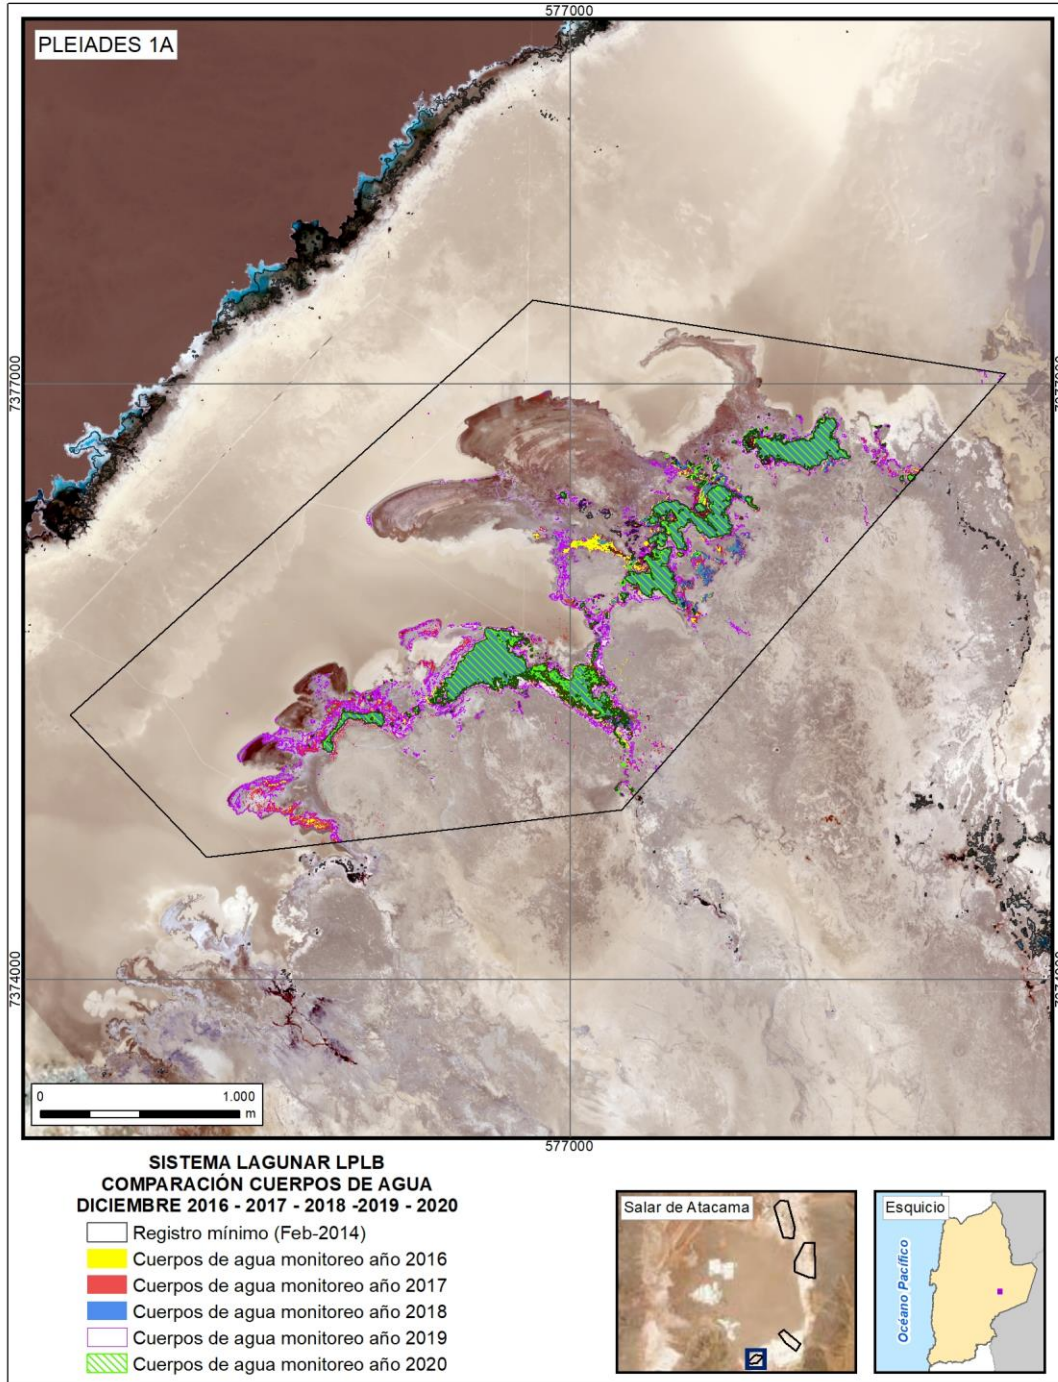 577000
PLEIADES 1A
7377000
7377000
7374000
7374000
0 1.000
m
577000
SISTEMA LAGUNAR LPLB
COMPARACIÓN CUERPOS DE AGUA
DICIEMBRE 2016 - 2017 - 2018 -2019 - 2020
Registro mínimo (Feb-2014)
Cuerpos de agua monitoreo año 2016
Cuerpos de agua monitoreo año 2017
Cuerpos de agua monitoreo año 2018
Cuerpos de agua monitoreo año 2019
Cuerpos de agua monitoreo año 2020
Salar de Atacama
Esquicio
Océano Pacífico